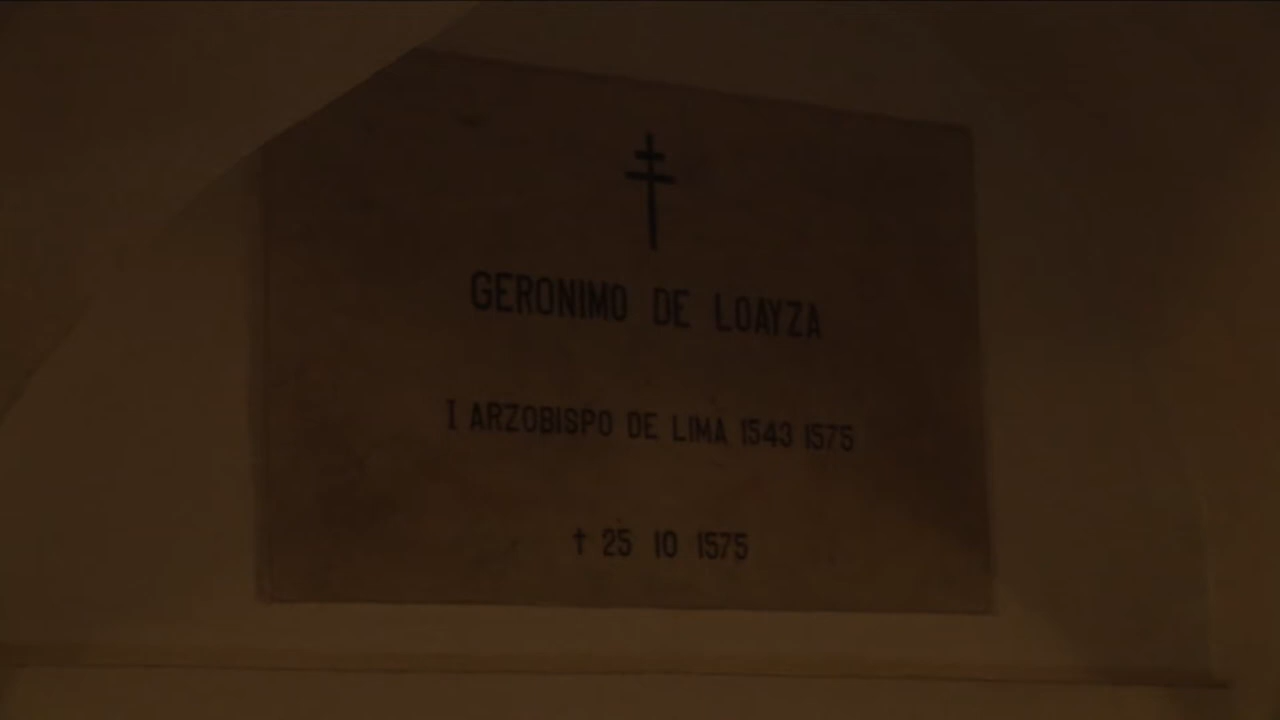 GERONIMO DE LOAYZA
I ARZOBISPO DE LIMA 1543 1575
† 25 10 1575